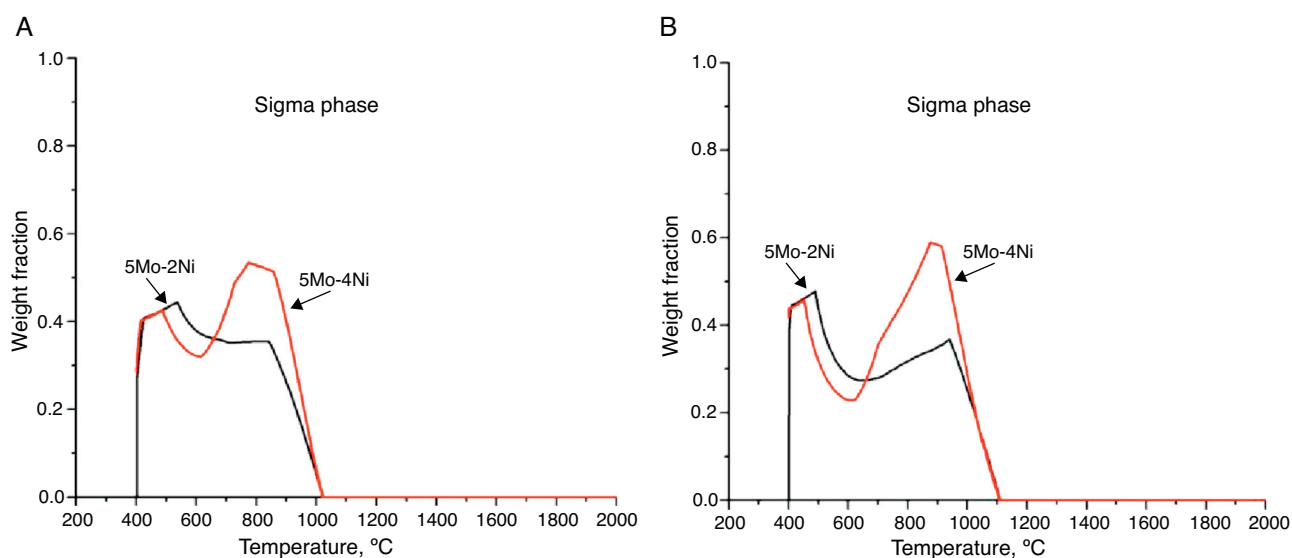 A
1.0
0.8
0.6
0.4
0.2
0.0
Weight fraction
Sigma phase
5Mo-2Ni
5Mo-4Ni
200 400 600 800 1000 1200 1400 1600 1800 2000
Temperature, ºC
B
1.0
0.8
0.6
0.4
0.2
0.0
Weight fraction
Sigma phase
5Mo-2Ni
5Mo-4Ni
200 400 600 800 1000 1200 1400 1600 1800 2000
Temperature, ºC